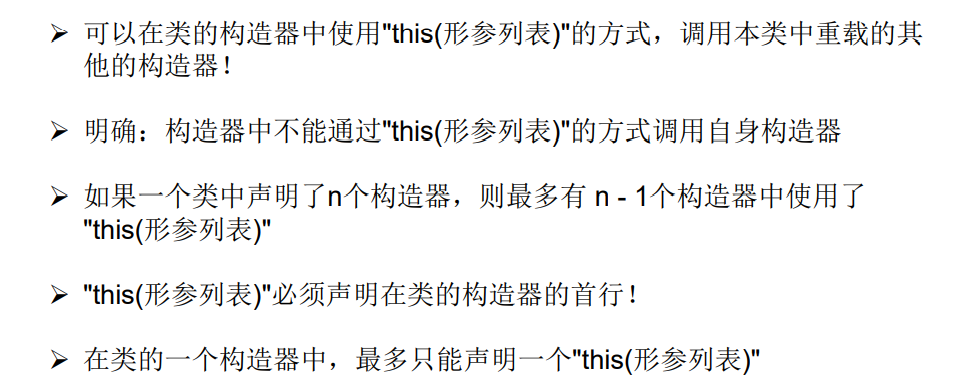 ➢ 可以在类的构造器中使用"this(形参列表)"的方式，调用本类中重载的其
他的构造器！
➢ 明确：构造器中不能通过"this(形参列表)"的方式调用自身构造器
➢ 如果一个类中声明了n个构造器，则最多有 n - 1个构造器中使用了
"this(形参列表)"
➢ "this(形参列表)"必须声明在类的构造器的首行！
➢ 在类的一个构造器中，最多只能声明一个"this(形参列表)"